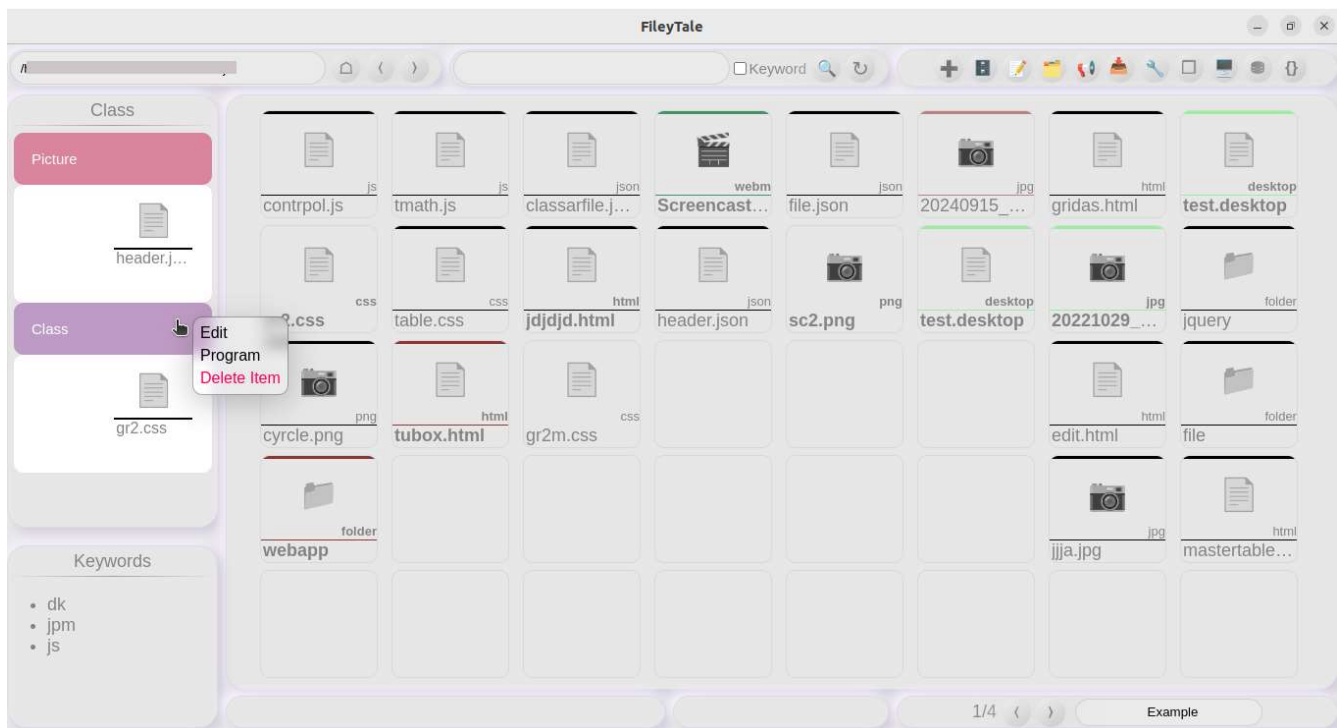 FileyTale
Keyword
{}
Class
Picture
header.j...
Class
gr2.css
Edit
Program
Delete Item
Keywords
dk
jpm
js
js
contrpol.js
js
tmath.js
json
classarfile.j...
webm
Screencast...
json
file.json
jpg
20240915_...
html
gridas.html
desktop
test.desktop
css
2.css
css
table.css
html
jdjdjd.html
json
header.json
png
sc2.png
desktop
test.desktop
jpg
20221029_...
folder
jquery
png
cyrcle.png
html
tubox.html
css
gr2m.css
html
edit.html
folder
file
folder
webapp
jpg
jjja.jpg
html
mastertable...
1/4
Example